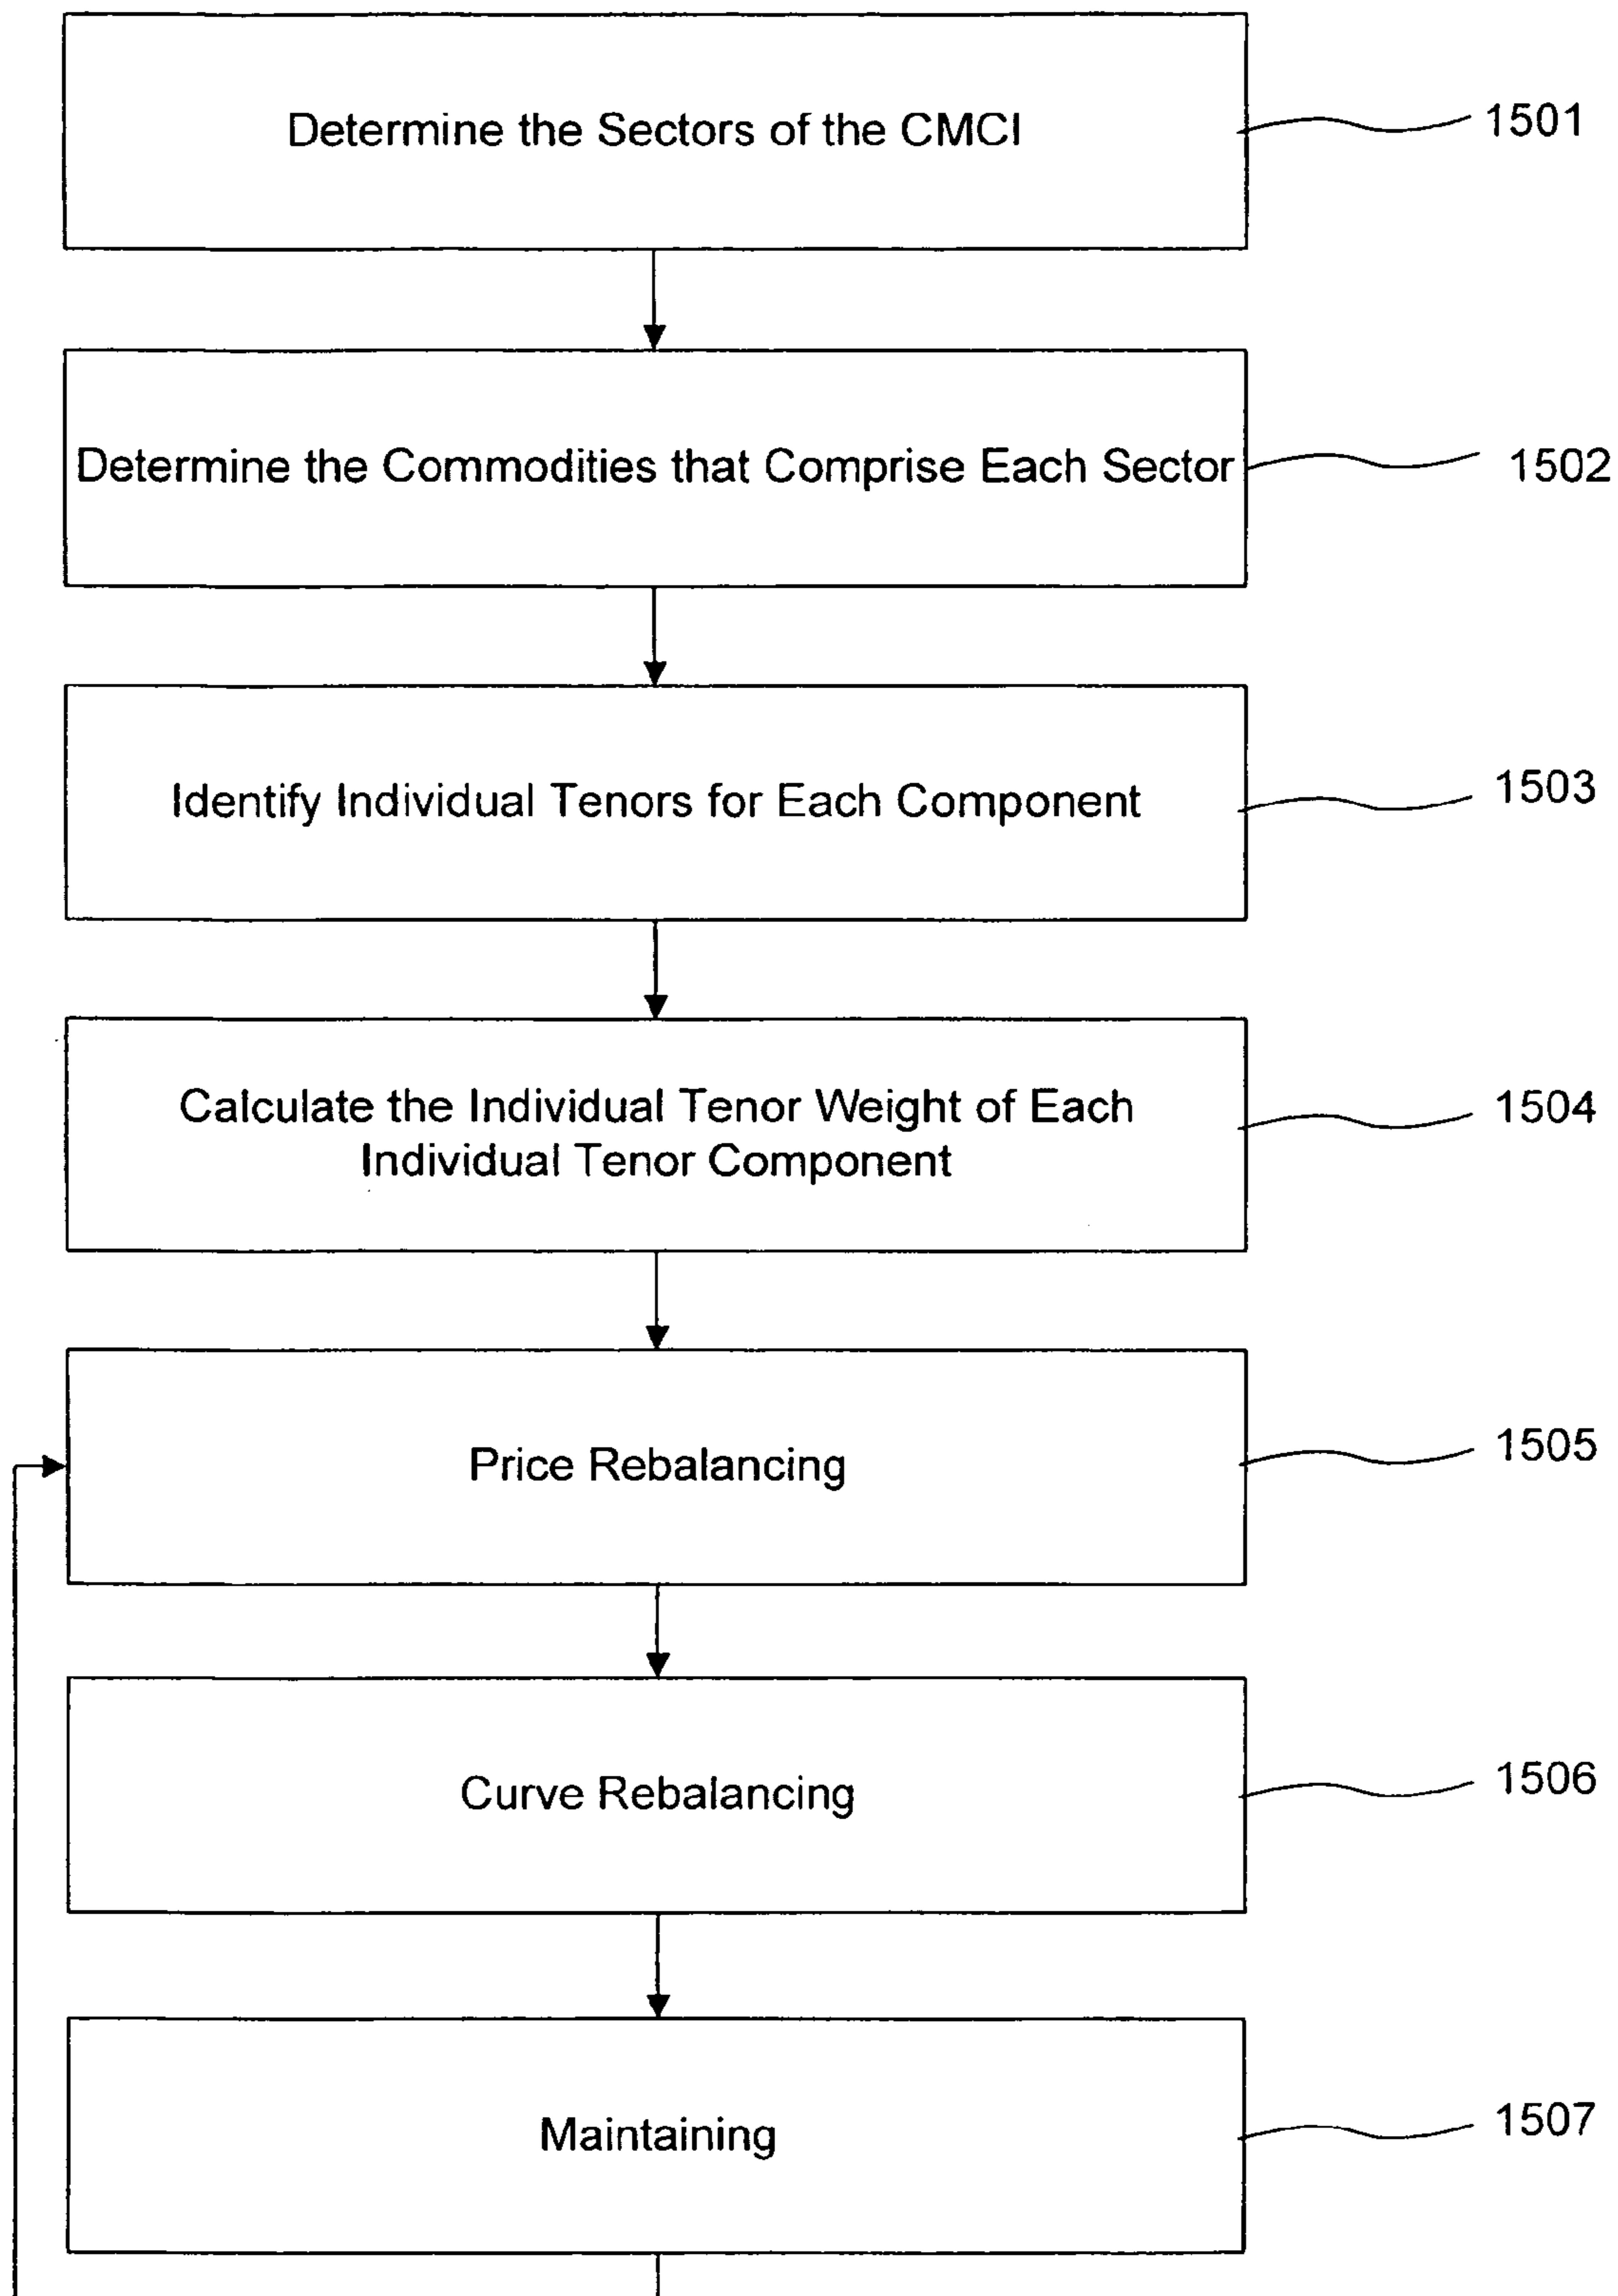 Determine the Sectors of the CMCI
1501
Determine the Commodities that Comprise Each Sector
1502
Identify Individual Tenors for Each Component
1503
Calculate the Individual Tenor Weight of Each
Individual Tenor Component
1504
Price Rebalancing
1505
Curve Rebalancing
1506
Maintaining
1507